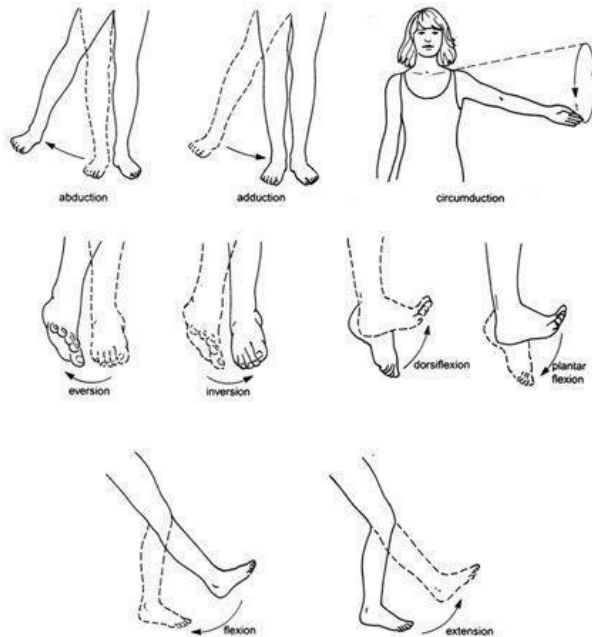 abduction
adduction
circumduction
eversion
inversion
dorsiflexion
plantar
flexion
flexion
extension